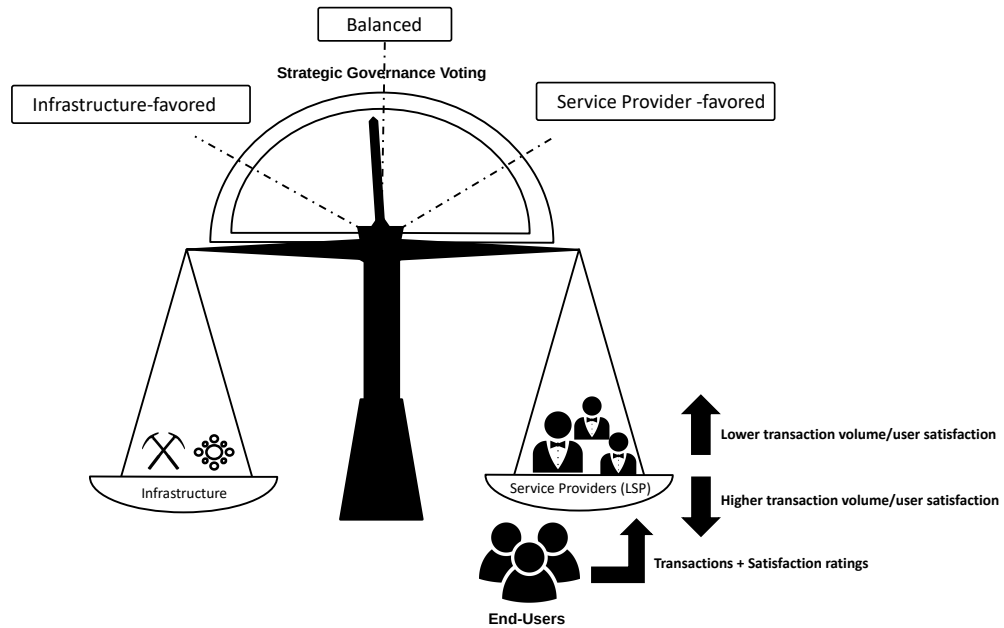 Balanced
Strategic Governance Voting
Infrastructure-favored
Service Provider -favored
Infrastructure
Service Providers (LSP)
Lower transaction volume/user satisfaction
Higher transaction volume/user satisfaction
Transactions + Satisfaction ratings
End-Users